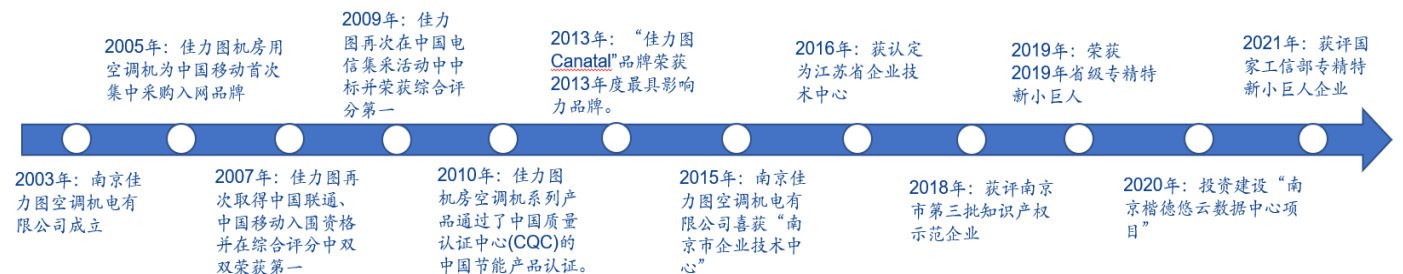 2003年：南京佳
力图空调机电有
限公司成立
2005年：佳力图机房用
空调机为中国移动首次
集中采购入网品牌
2007年：佳力图再
次取得中国联通、
中国移动入围资格
并在综合评分中双
双荣获第一
2009年：佳力
图再次在中国电
信集采活动中中
标并荣获综合评
分第一
2010年：佳力图
机房空调机系列产
品通过了中国质量
认证中心(CQC)的
中国节能产品认证。
2013年：“佳力图
Canatal”品牌荣获
2013年度最具影响
力品牌。
2015年：南京佳
力图空调机电有
限公司喜获“南
京市企业技术中
心”
2016年：获认定
为江苏省企业技
术中心
2018年：获评南京
市第三批知识产权
示范企业
2019年：荣获
2019年省级专精特
新小巨人
2020年：投资建设“南
京楷德悠云数据中心项
目”
2021年：获评国
家工信部专精特
新小巨人企业